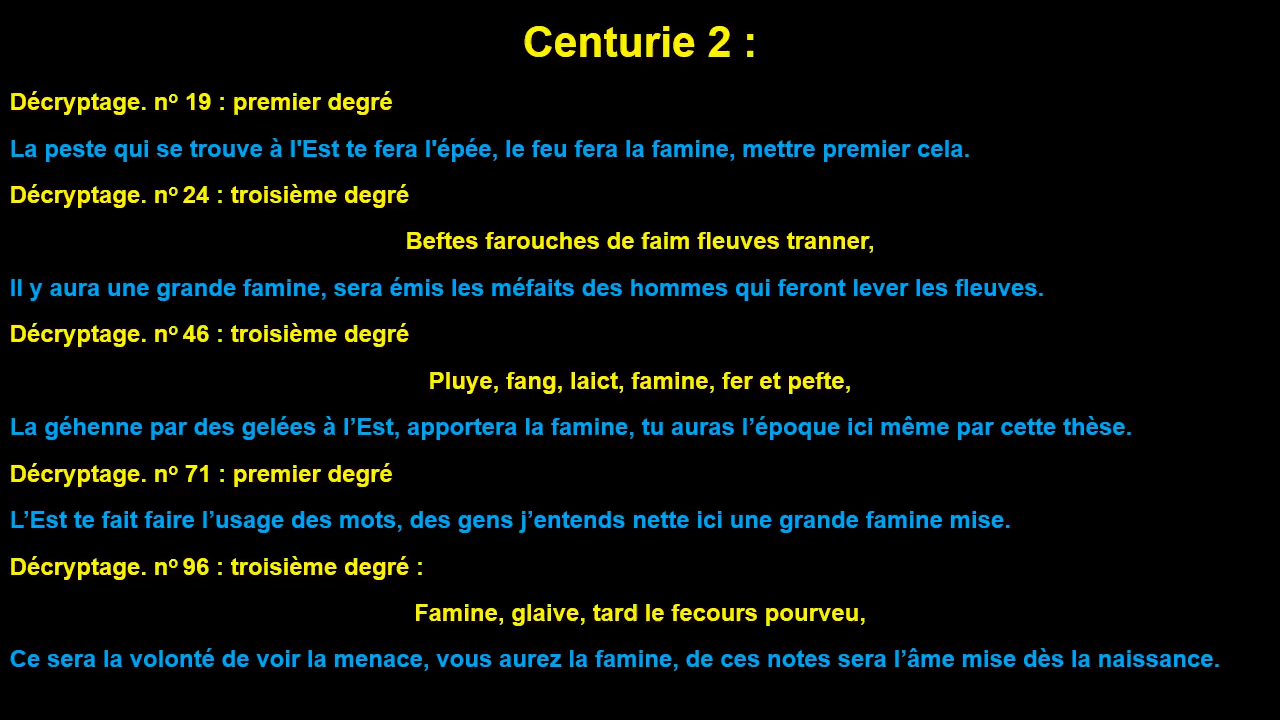 Centurie 2 :
Décryptage. nº 19 : premier degré
La peste qui se trouve à l'Est te fera l'épée, le feu fera la famine, mettre premier cela.
Décryptage. nº 24 : troisième degré
Beftes farouches de faim fleuves tranner,
Il y aura une grande famine, sera émis les méfaits des hommes qui feront lever les fleuves.
Décryptage. nº 46 : troisième degré
Pluye, fang, laict, famine, fer et pefte,
La géhenne par des gelées à l’Est, apportera la famine, tu auras l’époque ici même par cette thèse.
Décryptage. nº 71 : premier degré
L’Est te fait faire l’usage des mots, des gens j’entends nette ici une grande famine mise.
Décryptage. nº 96 : troisième degré :
Famine, glaive, tard le fecours pourveu,
Ce sera la volonté de voir la menace, vous aurez la famine, de ces notes sera l’âme mise dès la naissance.